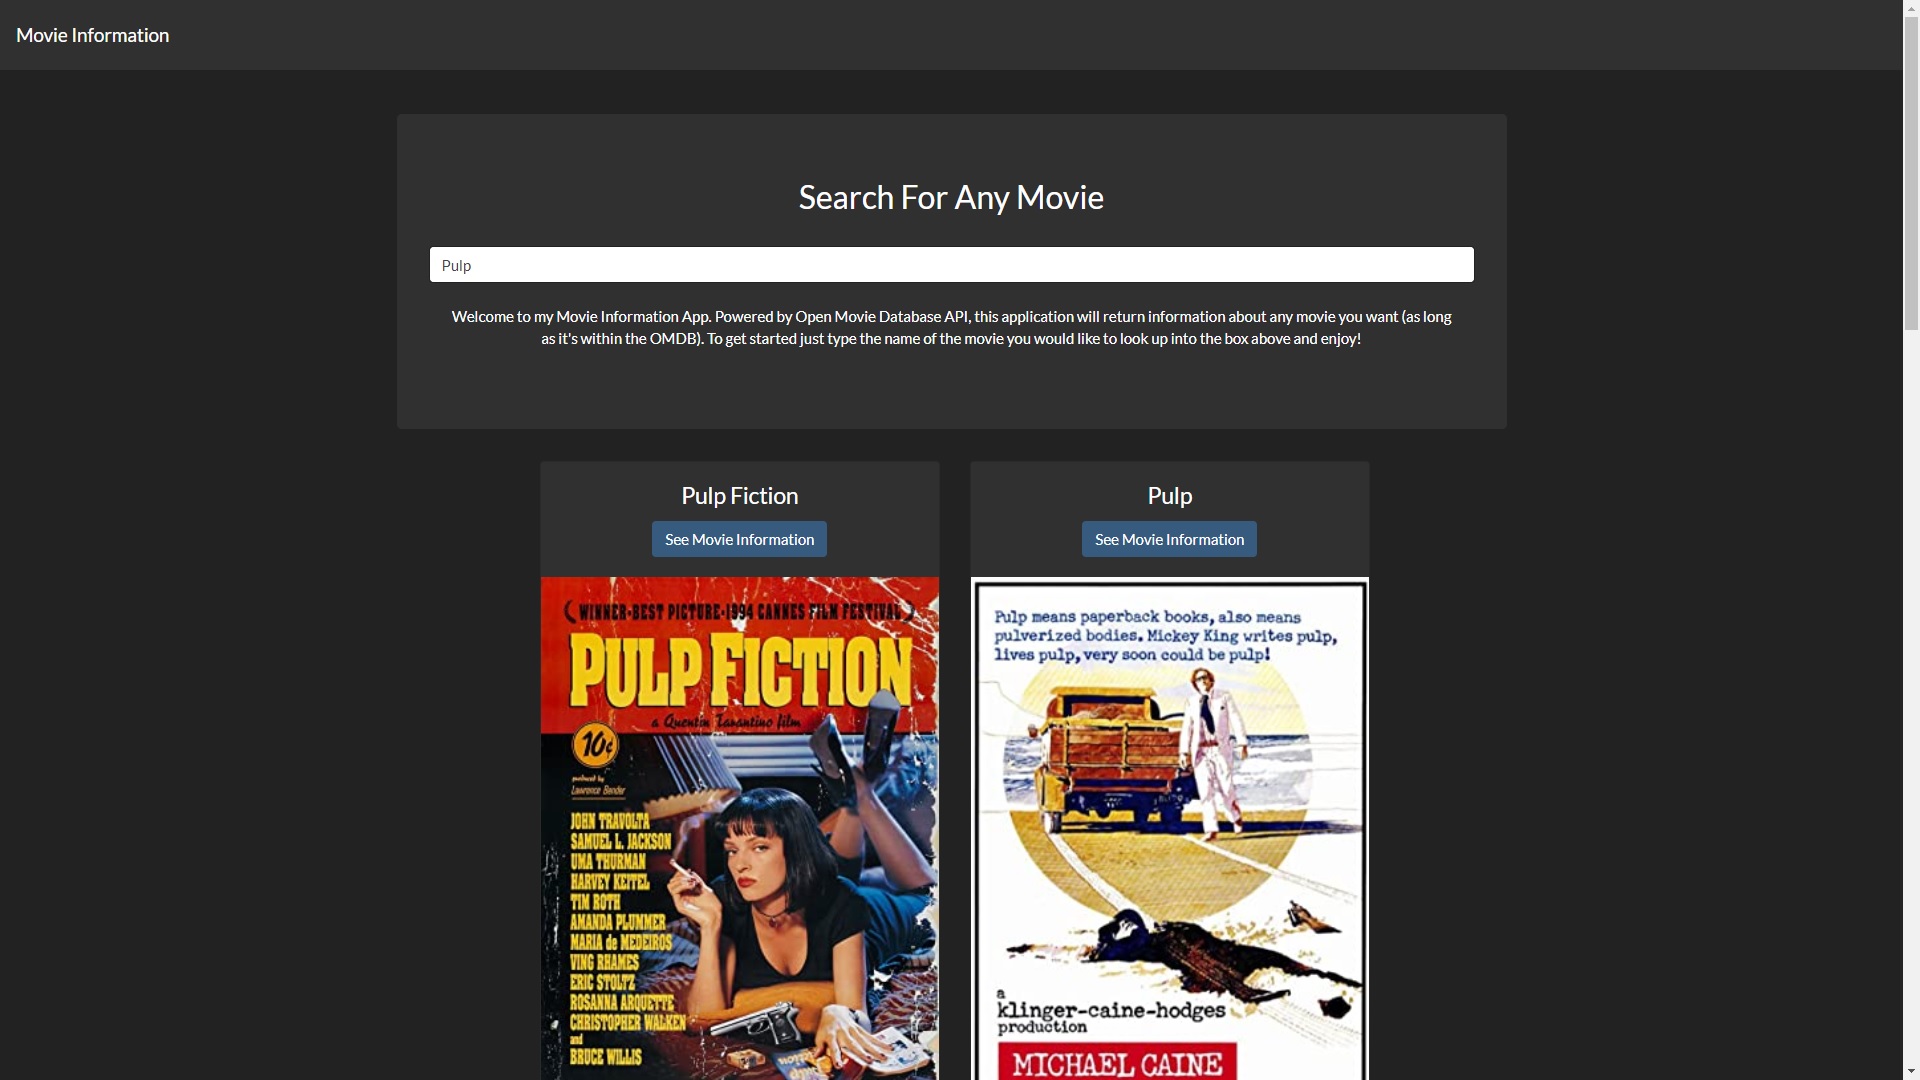 Movie Information
Search For Any Movie
Pulp
Welcome to my Movie Information App. Powered by Open Movie Database API, this application will return information about any movie you want (as long
as it's within the OMDB). To get started just type the name of the movie you would like to look up into the box above and enjoy!
Pulp Fiction
See Movie Information
WINNER-BEST PICTURE-1994 CANNES FILM FESTIVAL
PULP FICTION
a Quentin Tarantino film
10¢
produced by
Lawrence Bender
JOHN TRAVOLTA
SAMUEL L. JACKSON
UMA THURMAN
HARVEY KEITEL
TIM ROTH
AMANDA PLUMMER
MARIA de MEDEIROS
VING RHAMES
ERIC STOLTZ
ROSANNA ARQUETTE
CHRISTOPHER WALKEN
and
BRUCE WILLIS
Pulp
See Movie Information
Pulp means paperback books, also means
pulverized bodies. Mickey King writes pulp,
lives pulp, very soon could be pulp!
a
klinger-caine-hodges
production
MICHAEL CAINE